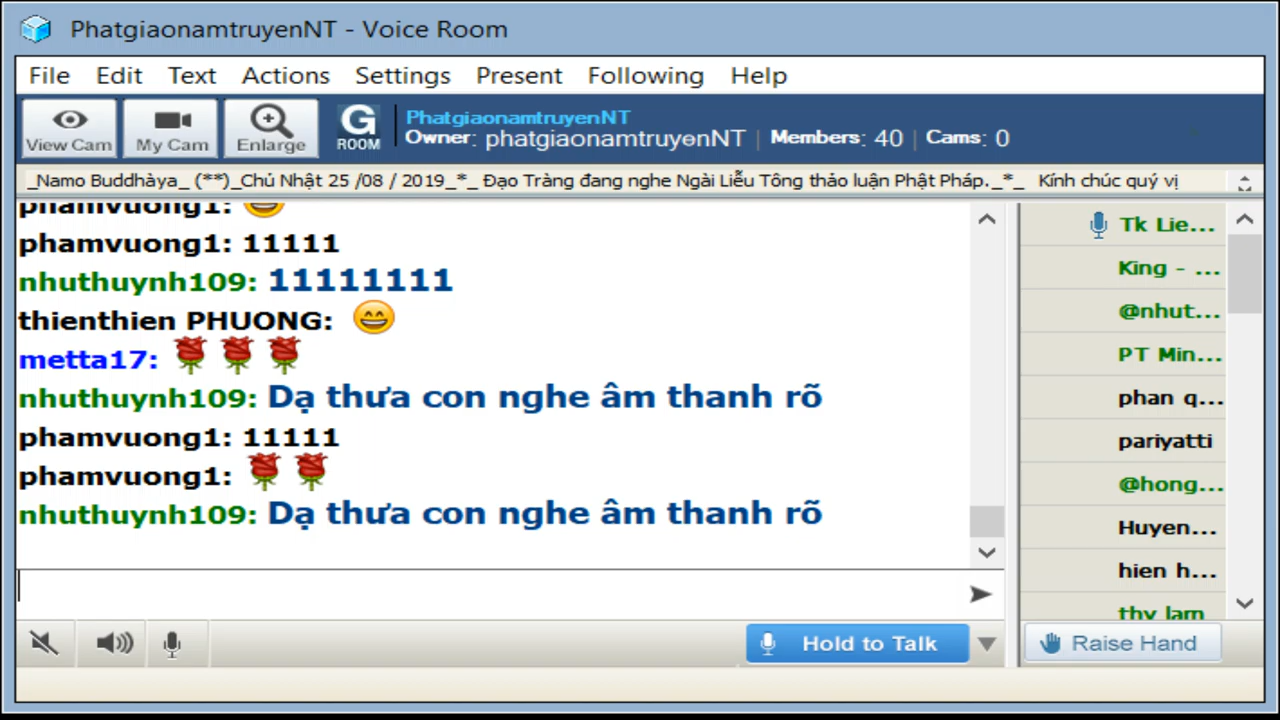 PhatgiaonamtruyenNT - Voice Room
File Edit Text Actions Settings Present Following Help
View Cam My Cam Enlarge G ROOM
PhatgiaonamtruyenNT
Owner: phatgiaonamtruyenNT | Members: 40 | Cams: 0
_Namo Buddhàya_ (**)_Chủ Nhật 25 /08 / 2019_*_ Đạo Tràng đang nghe Ngài Liễu Tông thảo luận Phật Pháp._*_ Kính chúc quý vị
phamvuong1: 😄
phamvuong1: 11111
nhuthuynh109: 11111111
thienthien PHUONG: 😄
metta17: 🌹🌹🌹
nhuthuynh109: Dạ thưa con nghe âm thanh rõ
phamvuong1: 11111
phamvuong1: 🌹🌹
nhuthuynh109: Dạ thưa con nghe âm thanh rõ
Hold to Talk
Tk Lie...
King - ...
@nhut...
PT Min...
phan q...
pariyatti
@hong...
Huyen...
hien h...
thy lam
Raise Hand